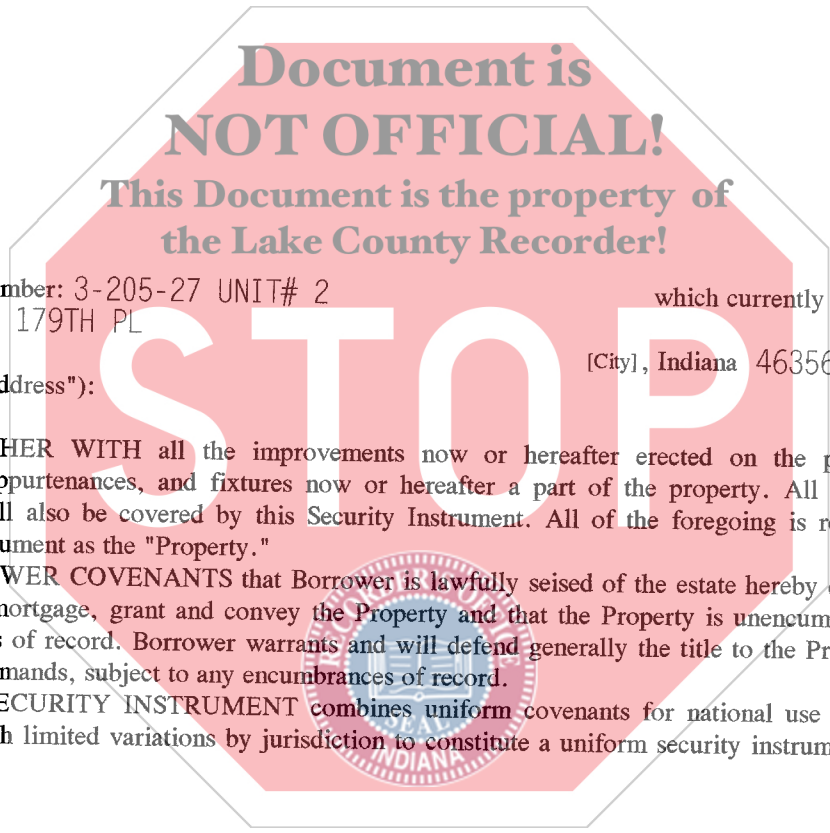 Document is
NOT OFFICIAL!
This Document is the property of
the Lake County Recorder!
mber: 3-205-27 UNIT# 2
which currently
179TH PL
[City], Indiana 46356
ddress"):
STOP
HER WITH all the improvements now or hereafter erected on the p
ppurtenances, and fixtures now or hereafter a part of the property. All
ll also be covered by this Security Instrument. All of the foregoing is re
ument as the "Property."
WER COVENANTS that Borrower is lawfully seised of the estate hereby
mortgage, grant and convey the Property and that the Property is unencum
s of record. Borrower warrants and will defend generally the title to the Pr
mands, subject to any encumbrances of record.
ECURITY INSTRUMENT combines uniform covenants for national use
h limited variations by jurisdiction to constitute a uniform security instrum
SEAL
INDIANA